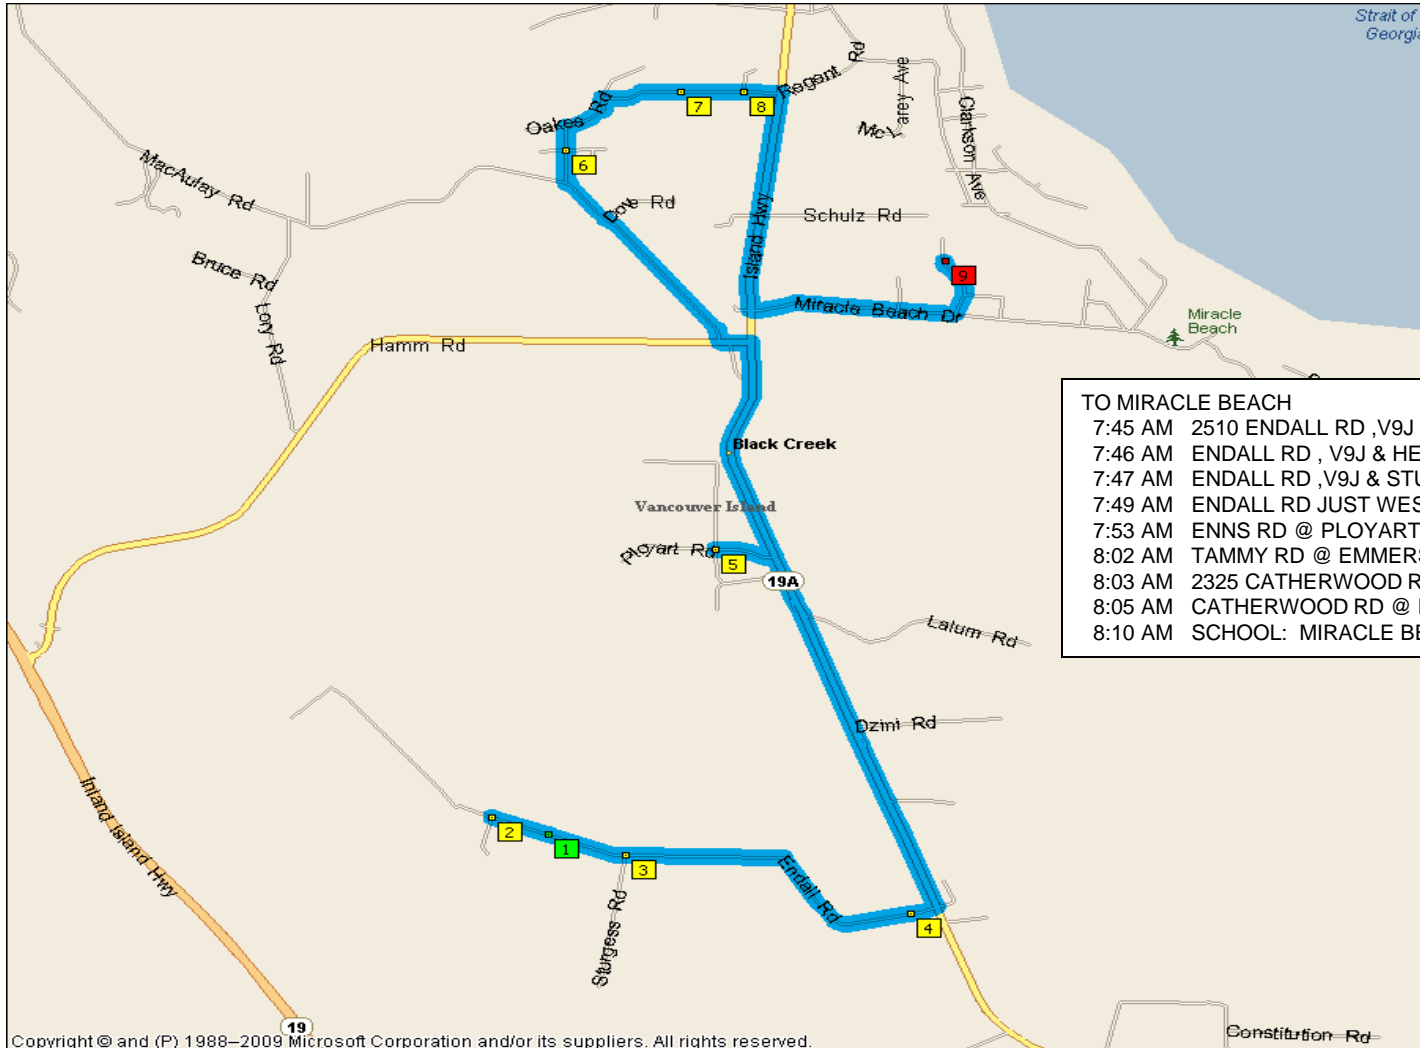 Strait of
Georgia
Regent Rd
arey Ave
McL
Clarkson Ave
7
8
Oakes Rd
6
MacAulay Rd
Dove Rd
Schulz Rd
Island Hwy
Bruce Rd
9
Lory Rd
Miracle Beach Dr
Miracle
Beach
Hamm Rd
TO MIRACLE BEACH
7:45 AM 2510 ENDALL RD ,V9J
7:46 AM ENDALL RD , V9J & HE
7:47 AM ENDALL RD ,V9J & STU
7:49 AM ENDALL RD JUST WES
7:53 AM ENNS RD @ PLOYART
8:02 AM TAMMY RD @ EMMERS
8:03 AM 2325 CATHERWOOD R
8:05 AM CATHERWOOD RD @
8:10 AM SCHOOL: MIRACLE BE
Black Creek
Vancouver Island
Ployart Rd
5
19A
Lalum Rd
Dzini Rd
Inland Island Hwy
2
1
3
Endall Rd
4
Sturgess Rd
19
Constitution Rd
Copyright © and (P) 1988–2009 Microsoft Corporation and/or its suppliers. All rights reserved.